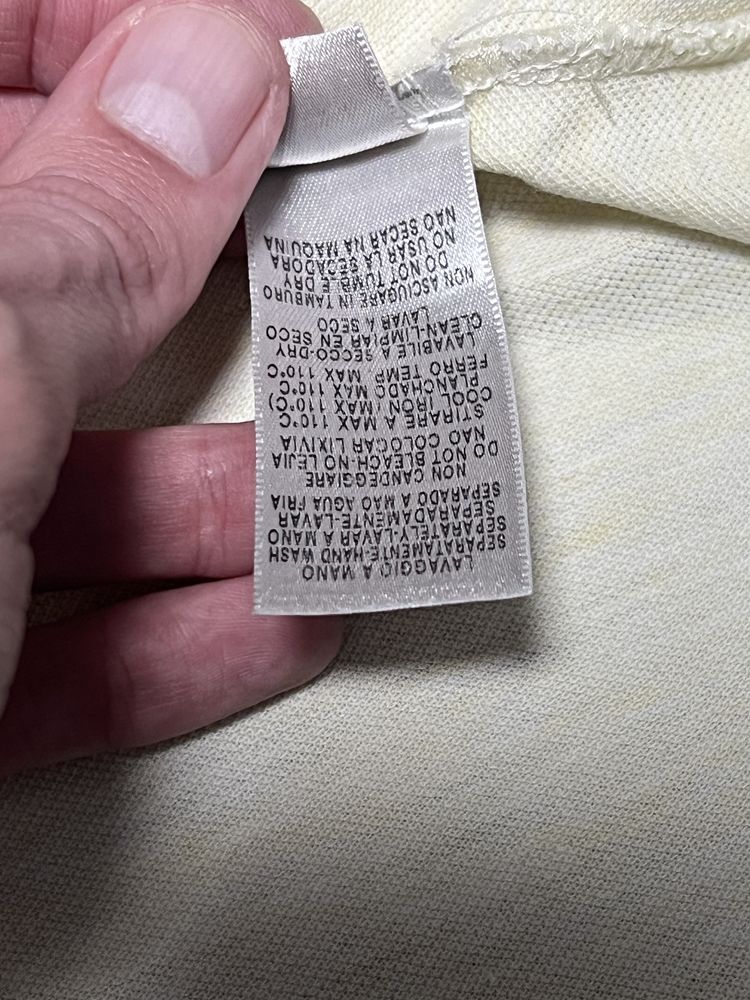 LAVAGGIO A MANO
SEPARATAMENTE-HAND WASH
SEPARATELY-LAVAR A MANO
SEPARADAMENTE-LAVAR
SEPARADO A MAO AGUA FRIA
NON CANDEGGIARE
DO NOT BLEACH-NO LEJIA
NAO COLOCAR LIXIVIA
STIRARE A MAX 110°C
COOL IRON (MAX 110°C)
PLANCHADO MAX 110°C
FERRO TEMP. MAX 110°C
LAVABILE A SECCO-DRY
CLEAN-LIMPIAR EN SECO
LAVAR A SECO
NON ASCIUGARE IN TAMBURO
DO NOT TUMBLE DRY
NO USAR LA SECADORA
NAO SECAR NA MAQUINA